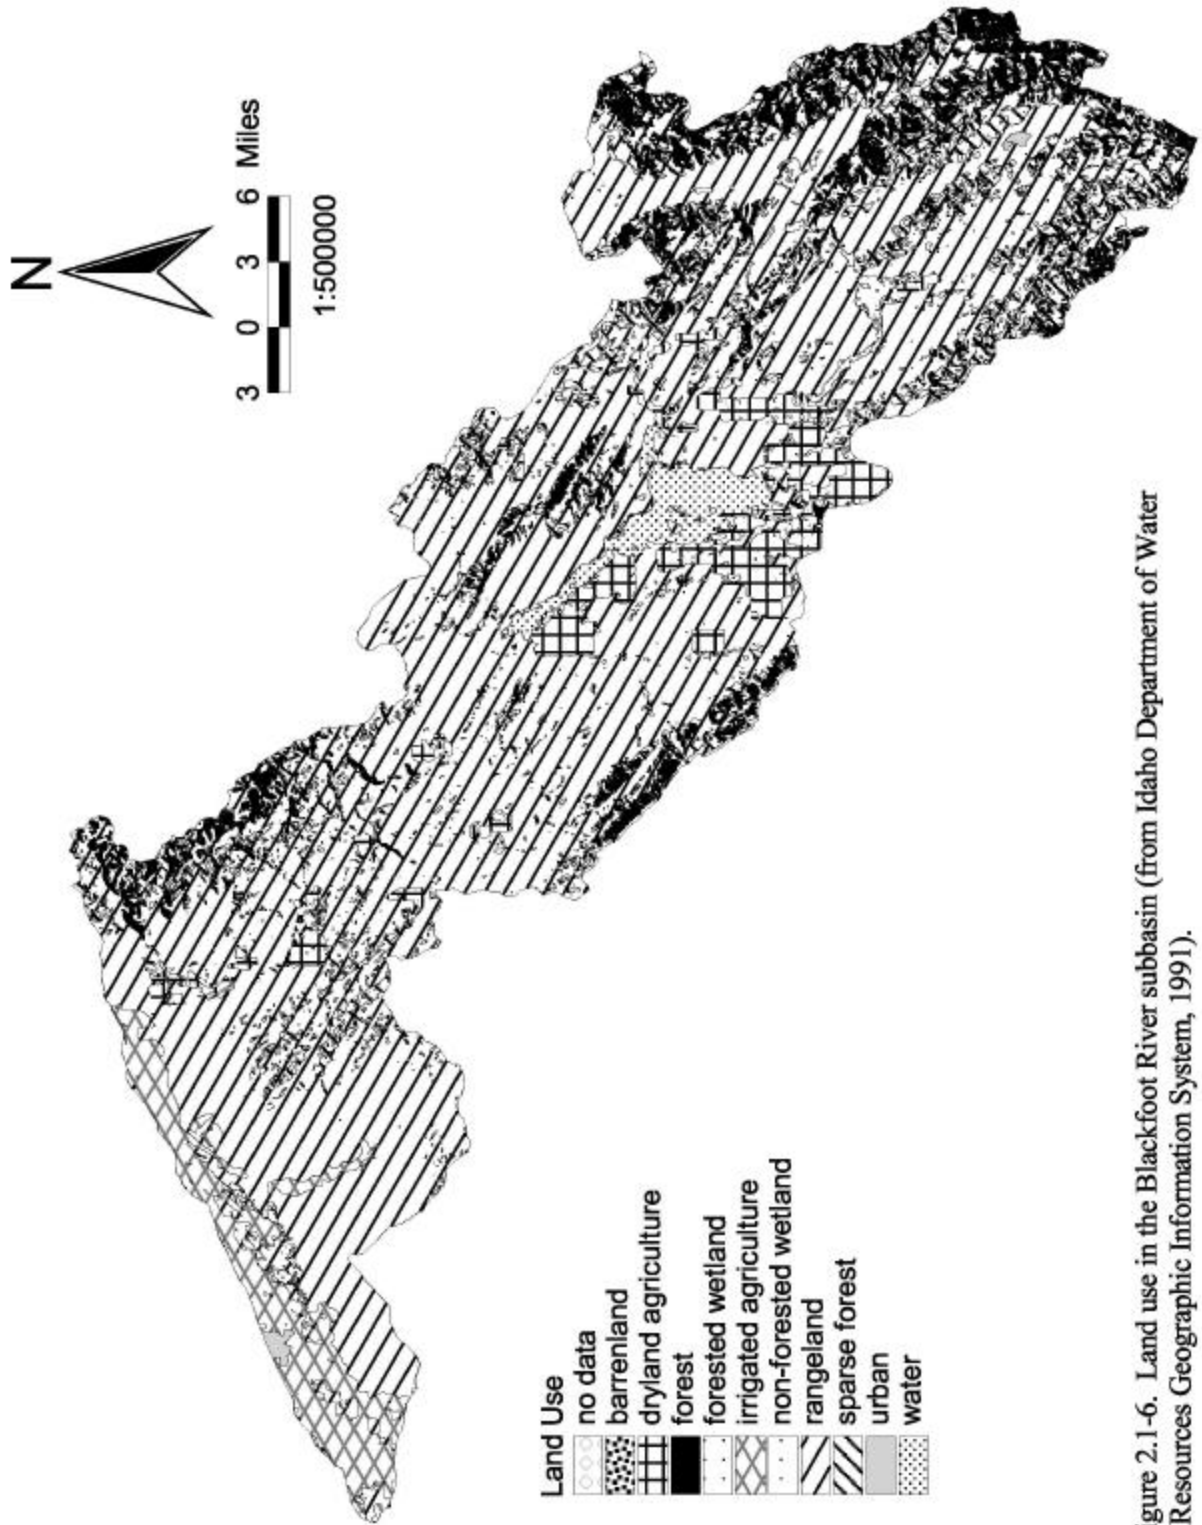 N
3 0 3 6 Miles
1:500000
Land Use
no data
barrenland
dryland agriculture
forest
forested wetland
irrigated agriculture
non-forested wetland
rangeland
sparse forest
urban
water
gure 2.1-6. Land use in the Blackfoot River subbasin (from Idaho Department of Water
Resources Geographic Information System, 1991).